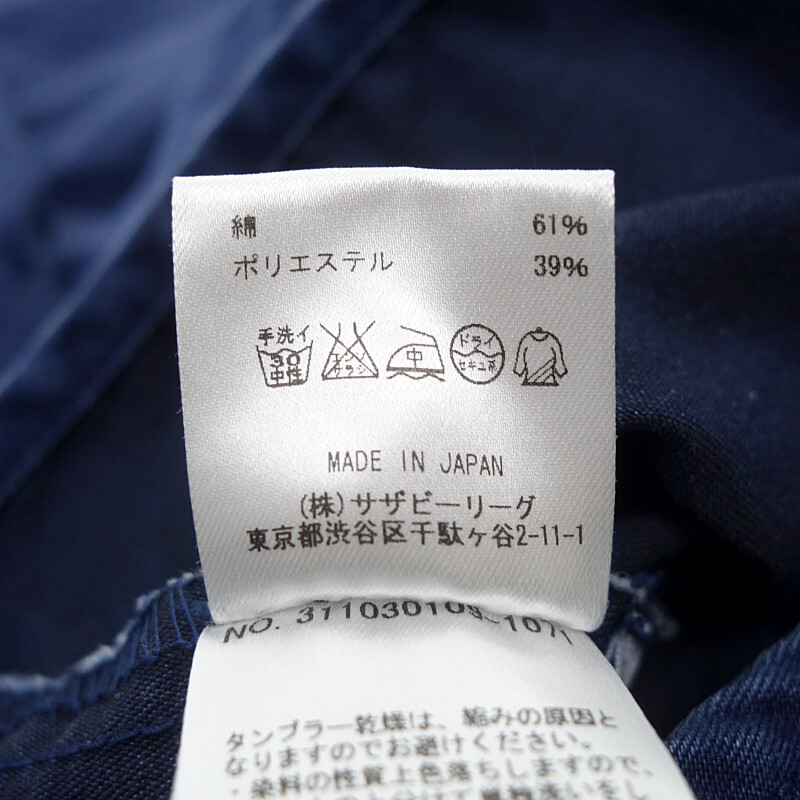 綿 61%
ポリエステル 39%
手洗イ ドライ
30 エンソ 中 セキユ系
中性 サラシ
MADE IN JAPAN
(株)サザビーリーグ
東京都渋谷区千駄ヶ谷2-11-1
NO. 311030109-1071
タンブラー乾燥は、縮みの原因と
なりますのでお避けください。
・染料の性質上色落ちしますので、